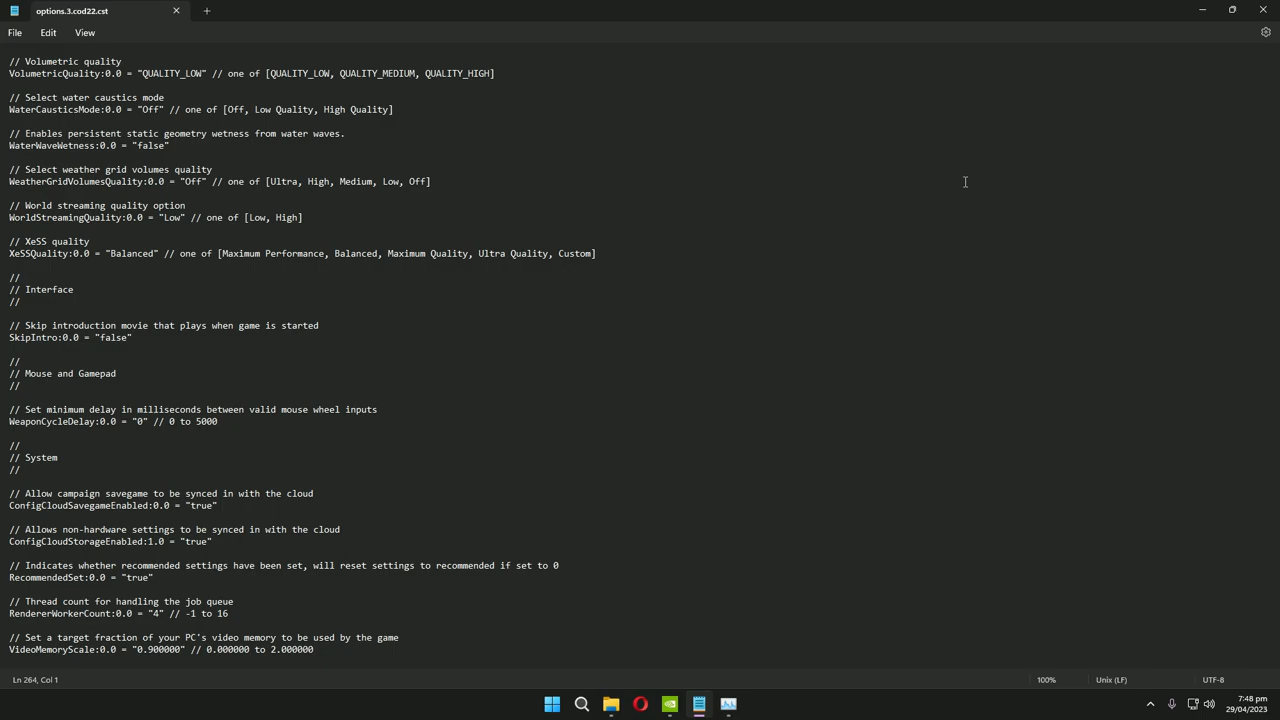 options.3.cod22.cst
File Edit View
// Volumetric quality
VolumetricQuality:0.0 = "QUALITY_LOW" // one of [QUALITY_LOW, QUALITY_MEDIUM, QUALITY_HIGH]
// Select water caustics mode
WaterCausticsMode:0.0 = "Off" // one of [Off, Low Quality, High Quality]
// Enables persistent static geometry wetness from water waves.
WaterWaveWetness:0.0 = "false"
// Select weather grid volumes quality
WeatherGridVolumesQuality:0.0 = "Off" // one of [Ultra, High, Medium, Low, Off]
// World streaming quality option
WorldStreamingQuality:0.0 = "Low" // one of [Low, High]
// XeSS quality
XeSSQuality:0.0 = "Balanced" // one of [Maximum Performance, Balanced, Maximum Quality, Ultra Quality, Custom]
//
// Interface
//
// Skip introduction movie that plays when game is started
SkipIntro:0.0 = "false"
//
// Mouse and Gamepad
//
// Set minimum delay in milliseconds between valid mouse wheel inputs
WeaponCycleDelay:0.0 = "0" // 0 to 5000
//
// System
//
// Allow campaign savegame to be synced in with the cloud
ConfigCloudSavegameEnabled:0.0 = "true"
// Allows non-hardware settings to be synced in with the cloud
ConfigCloudStorageEnabled:1.0 = "true"
// Indicates whether recommended settings have been set, will reset settings to recommended if set to 0
RecommendedSet:0.0 = "true"
// Thread count for handling the job queue
RendererWorkerCount:0.0 = "4" // -1 to 16
// Set a target fraction of your PC's video memory to be used by the game
VideoMemoryScale:0.0 = "0.900000" // 0.000000 to 2.000000
Ln 264, Col 1 100% Unix (LF) UTF-8
7:48 pm
29/04/2023